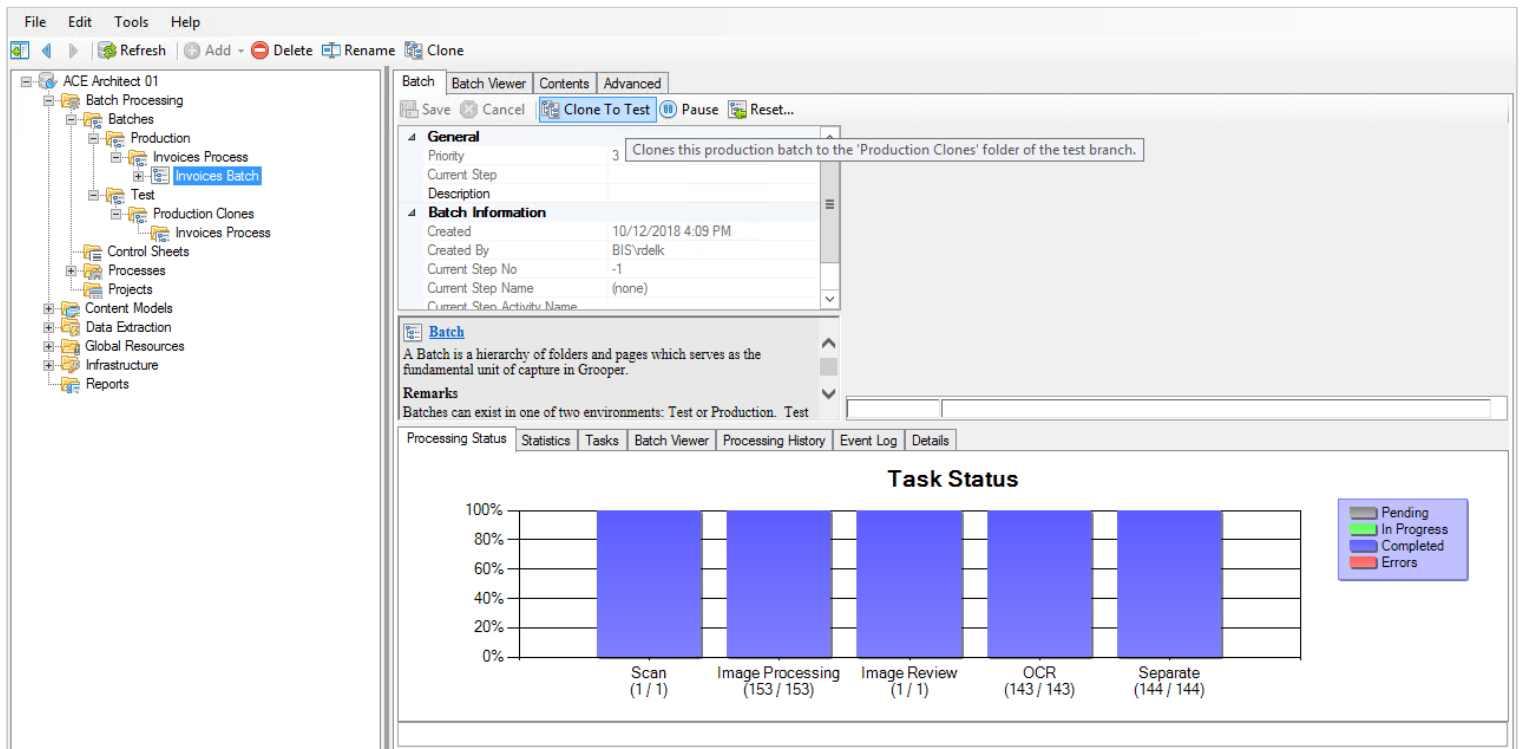 File Edit Tools Help
Refresh Add Delete Rename Clone
ACE Architect 01
Batch Processing
Batches
Production
Invoices Process
Invoices Batch
Test
Production Clones
Invoices Process
Control Sheets
Processes
Projects
Content Models
Data Extraction
Global Resources
Infrastructure
Reports
Batch Batch Viewer Contents Advanced
Save Cancel Clone To Test Pause Reset...
General
Priority 3
Clones this production batch to the 'Production Clones' folder of the test branch.
Current Step
Description
Batch Information
Created 10/12/2018 4:09 PM
Created By BIS\rdelk
Current Step No -1
Current Step Name (none)
Current Step Activity Name
Batch
A Batch is a hierarchy of folders and pages which serves as the
fundamental unit of capture in Grooper.
Remarks
Batches can exist in one of two environments: Test or Production. Test
Processing Status Statistics Tasks Batch Viewer Processing History Event Log Details
Task Status
100%
80%
60%
40%
20%
0%
Scan
(1 / 1)
Image Processing
(153 / 153)
Image Review
(1 / 1)
OCR
(143 / 143)
Separate
(144 / 144)
Pending
In Progress
Completed
Errors